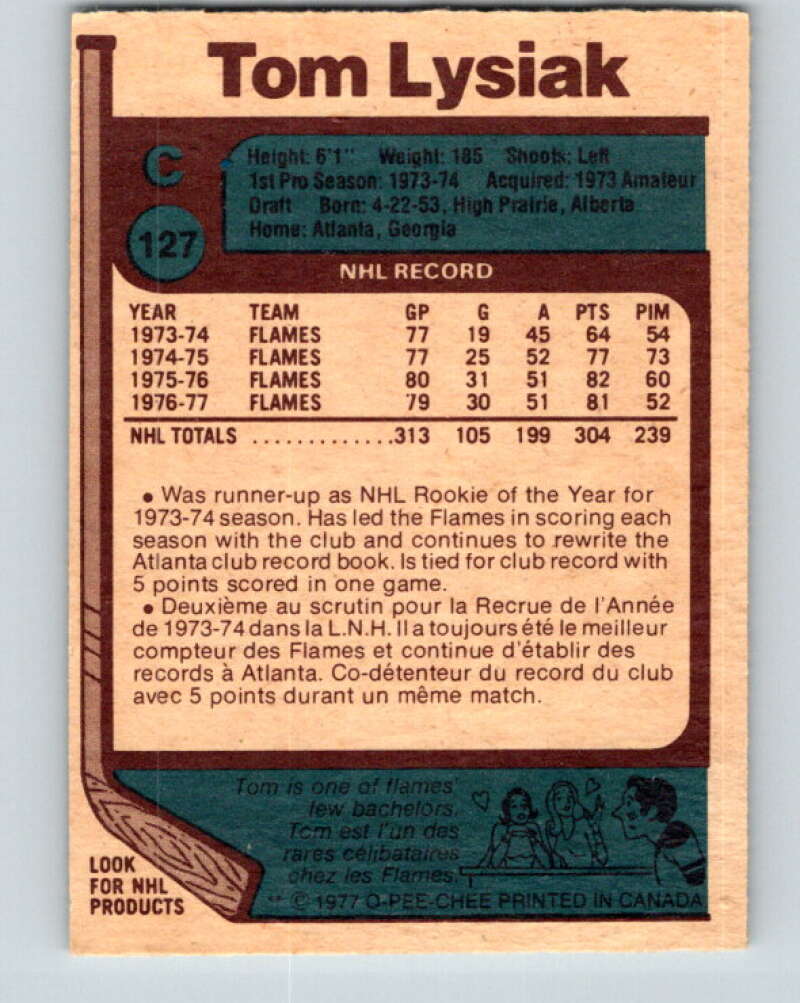 Tom Lysiak
C
127
Height: 6'1" Weight: 185 Shoots: Left
1st Pro Season: 1973-74 Acquired: 1973 Amateur
Draft Born: 4-22-53, High Prairie, Alberta
Home: Atlanta, Georgia
NHL RECORD
YEAR TEAM GP G A PTS PIM
1973-74 FLAMES 77 19 45 64 54
1974-75 FLAMES 77 25 52 77 73
1975-76 FLAMES 80 31 51 82 60
1976-77 FLAMES 79 30 51 81 52
NHL TOTALS .............313 105 199 304 239
• Was runner-up as NHL Rookie of the Year for
1973-74 season. Has led the Flames in scoring each
season with the club and continues to rewrite the
Atlanta club record book. Is tied for club record with
5 points scored in one game.
• Deuxième au scrutin pour la Recrue de l'Année
de 1973-74 dans la L.N.H. Il a toujours été le meilleur
compteur des Flames et continue d'établir des
records à Atlanta. Co-détenteur du record du club
avec 5 points durant un même match.
Tom is one of flames'
few bachelors.
Tom est l'un des
rares célibataires
chez les Flames.
LOOK
FOR NHL
PRODUCTS
** © 1977 O-PEE-CHEE PRINTED IN CANADA